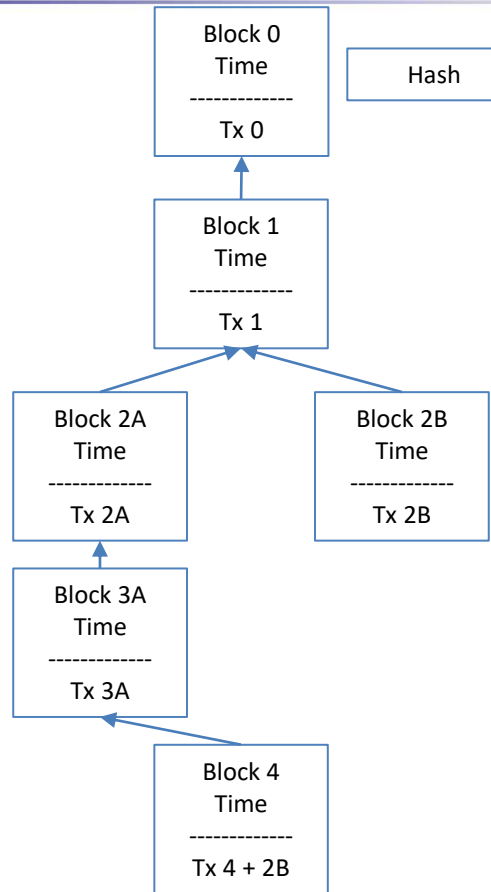 Block 0
Time
-------------
Tx 0
Hash
Block 1
Time
-------------
Tx 1
Block 2A
Time
-------------
Tx 2A
Block 2B
Time
-------------
Tx 2B
Block 3A
Time
-------------
Tx 3A
Block 4
Time
-------------
Tx 4 + 2B